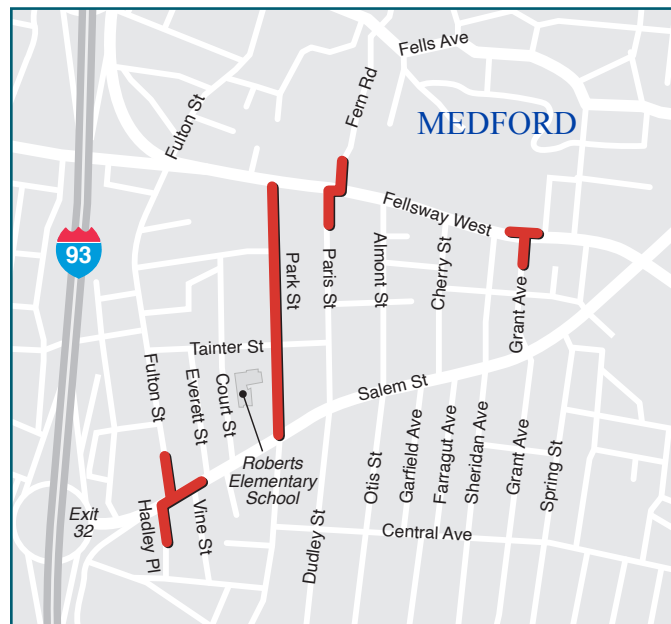 Fells Ave
Fern Rd
MEDFORD
Fulton St
Fellsway West
93
Park St
Paris St
Almont St
Cherry St
Grant Ave
Tainter St
Fulton St
Everett St
Court St
Salem St
Roberts
Elementary
School
Otis St
Garfield Ave
Farragut Ave
Sheridan Ave
Grant Ave
Spring St
Exit
32
Hadley Pl
Vine St
Dudley St
Central Ave